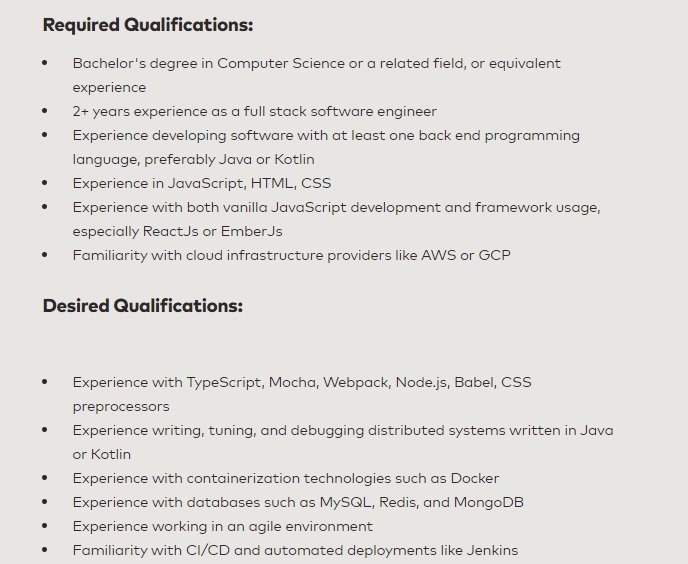 Required Qualifications:
• Bachelor's degree in Computer Science or a related field, or equivalent
experience
• 2+ years experience as a full stack software engineer
• Experience developing software with at least one back end programming
language, preferably Java or Kotlin
• Experience in JavaScript, HTML, CSS
• Experience with both vanilla JavaScript development and framework usage,
especially ReactJs or EmberJs
• Familiarity with cloud infrastructure providers like AWS or GCP
Desired Qualifications:
• Experience with TypeScript, Mocha, Webpack, Node.js, Babel, CSS
preprocessors
• Experience writing, tuning, and debugging distributed systems written in Java
or Kotlin
• Experience with containerization technologies such as Docker
• Experience with databases such as MySQL, Redis, and MongoDB
• Experience working in an agile environment
• Familiarity with CI/CD and automated deployments like Jenkins